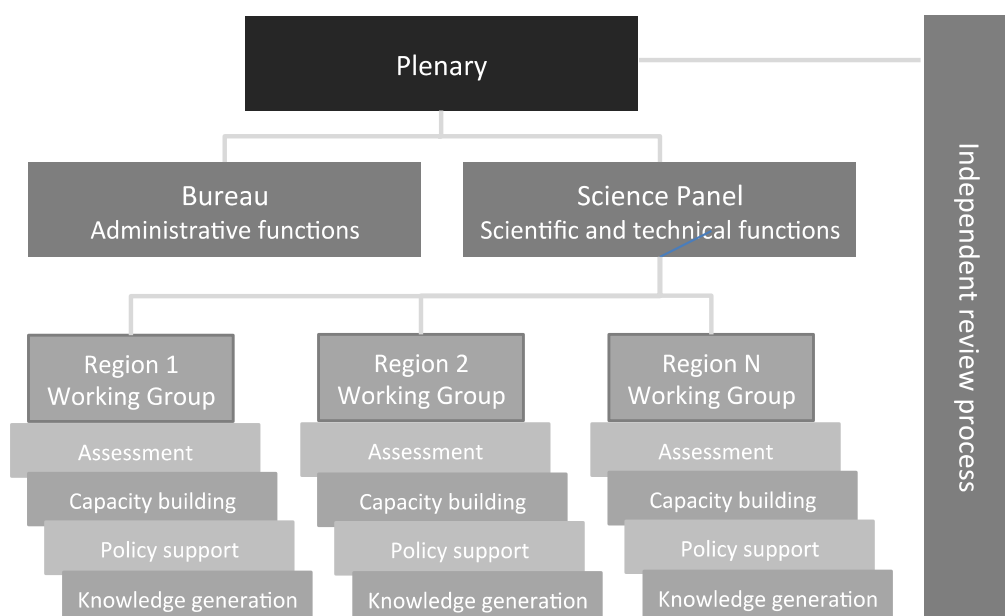 Plenary
Bureau
Administrative functions
Science Panel
Scientific and technical functions
Region 1
Working Group
Assessment
Capacity building
Policy support
Knowledge generation
Region 2
Working Group
Assessment
Capacity building
Policy support
Knowledge generation
Region N
Working Group
Assessment
Capacity building
Policy support
Knowledge generation
Independent review process